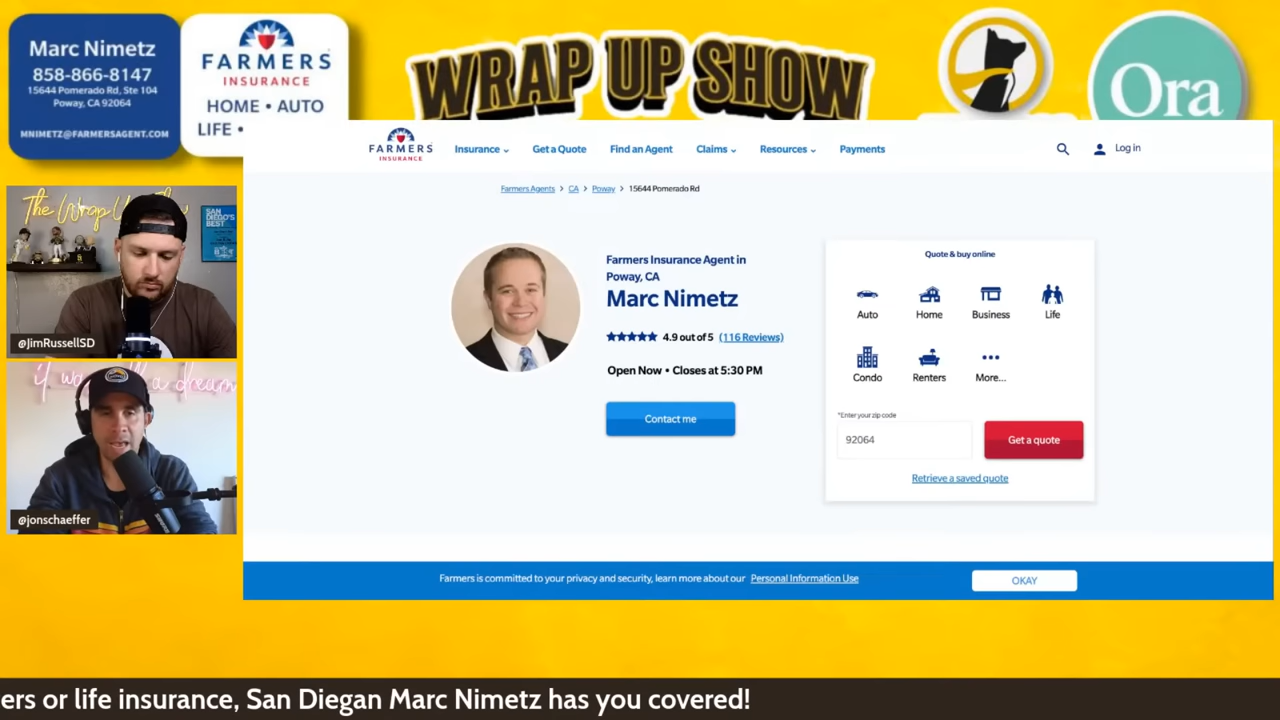 Marc Nimetz
858-866-8147
15644 Pomerado Rd, Ste 104
Poway, CA 92064
MNIMETZ@FARMERSAGENT.COM
FARMERS
INSURANCE
HOME • AUTO
LIFE •
WRAP UP SHOW
Ora
FARMERS
INSURANCE
Insurance
Get a Quote
Find an Agent
Claims
Resources
Payments
Log in
Farmers Agents > CA > Poway > 15644 Pomerado Rd
The Wrap Up
SAN
DIEGO'S
BEST
@JimRussellSD
@jonschaeffer
Farmers Insurance Agent in
Poway, CA
Marc Nimetz
4.9 out of 5 (116 Reviews)
Open Now • Closes at 5:30 PM
Contact me
Quote & buy online
Auto
Home
Business
Life
Condo
Renters
More...
*Enter your zip code
92064
Get a quote
Retrieve a saved quote
Farmers is committed to your privacy and security, learn more about our Personal Information Use
OKAY
ers or life insurance, San Diegan Marc Nimetz has you covered!